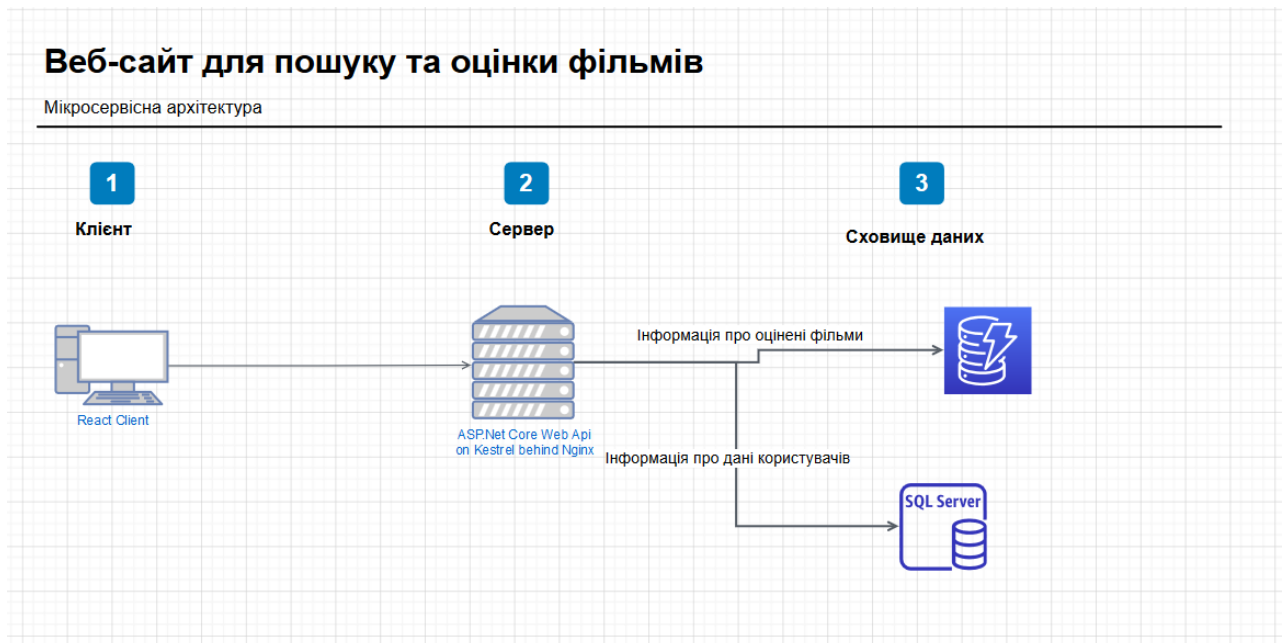 Веб-сайт для пошуку та оцінки фільмів
Мікросервісна архітектура
1
2
3
Клієнт
Сервер
Сховище даних
Інформація про оцінені фільми
React Client
ASP.Net Core Web Api
on Kestrel behind Nginx
Інформація про дані користувачів
SQL Server